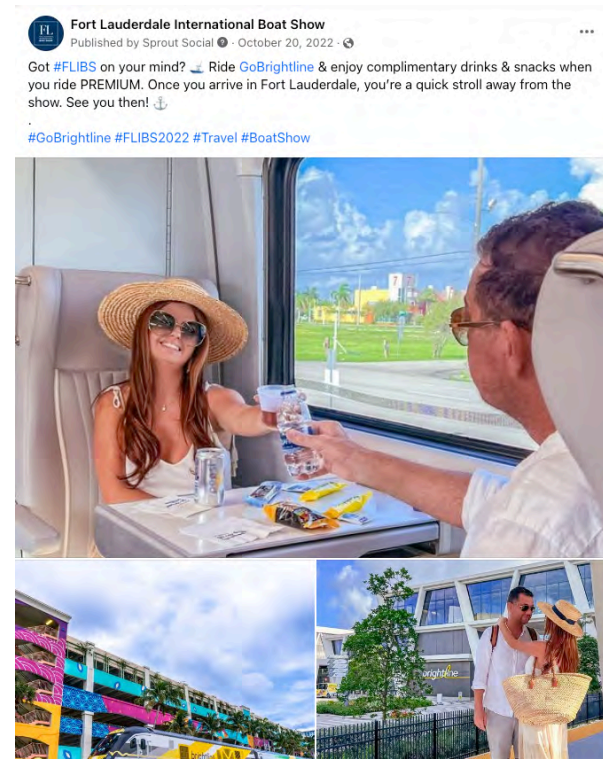 FL
Fort Lauderdale International Boat Show
Published by Sprout Social · October 20, 2022 ·
Got #FLIBS on your mind? Ride GoBrightline & enjoy complimentary drinks & snacks when
you ride PREMIUM. Once you arrive in Fort Lauderdale, you're a quick stroll away from the
show. See you then!
.
#GoBrightline #FLIBS2022 #Travel #BoatShow
7
brightline
brightline